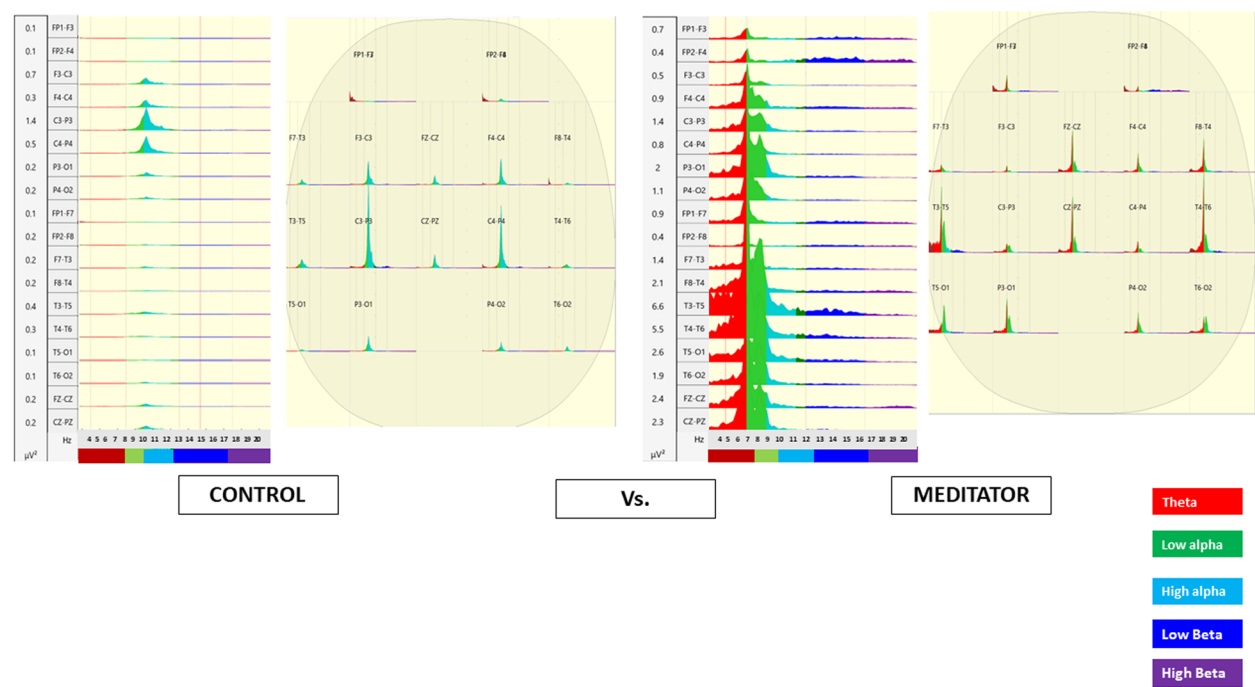 0.1 FP1-F3
0.1 FP2-F4
0.7 F3-C3
0.3 F4-C4
1.4 C3-P3
0.5 C4-P4
0.2 P3-O1
0.2 P4-O2
0.1 FP1-F7
0.2 FP2-F8
0.2 F7-T3
0.2 F8-T4
0.4 T3-T5
0.3 T4-T6
0.1 T5-O1
0.1 T6-O2
0.2 FZ-CZ
0.2 CZ-PZ
Hz 4 5 6 7 8 9 10 11 12 13 14 15 16 17 18 19 20
μV²
FP1-F3 FP2-F4
F7-T3 F3-C3 FZ-CZ F4-C4 F8-T4
T3-T5 C3-P3 CZ-PZ C4-P4 T4-T6
T5-O1 P3-O1 P4-O2 T6-O2
0.7 FP1-F3
0.4 FP2-F4
0.5 F3-C3
0.9 F4-C4
1.4 C3-P3
0.8 C4-P4
2 P3-O1
1.1 P4-O2
0.9 FP1-F7
0.4 FP2-F8
1.4 F7-T3
2.1 F8-T4
6.6 T3-T5
5.5 T4-T6
2.6 T5-O1
1.9 T6-O2
2.4 FZ-CZ
2.3 CZ-PZ
Hz 4 5 6 7 8 9 10 11 12 13 14 15 16 17 18 19 20
μV²
F7-T3 F3-C3 FZ-CZ F4-C4 F8-T4
T3-T5 C3-P3 CZ-PZ C4-P4 T4-T6
T5-O1 P3-O1 P4-O2 T6-O2
CONTROL
Vs.
MEDITATOR
Theta
Low alpha
High alpha
Low Beta
High Beta